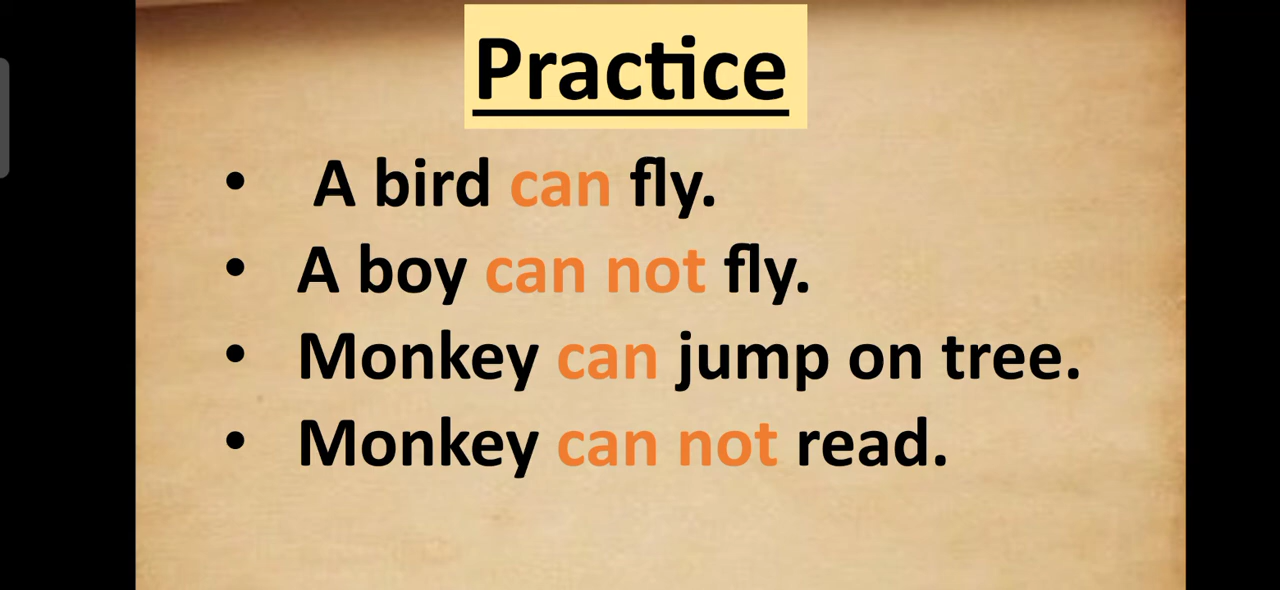 Practice
• A bird can fly.
• A boy can not fly.
• Monkey can jump on tree.
• Monkey can not read.